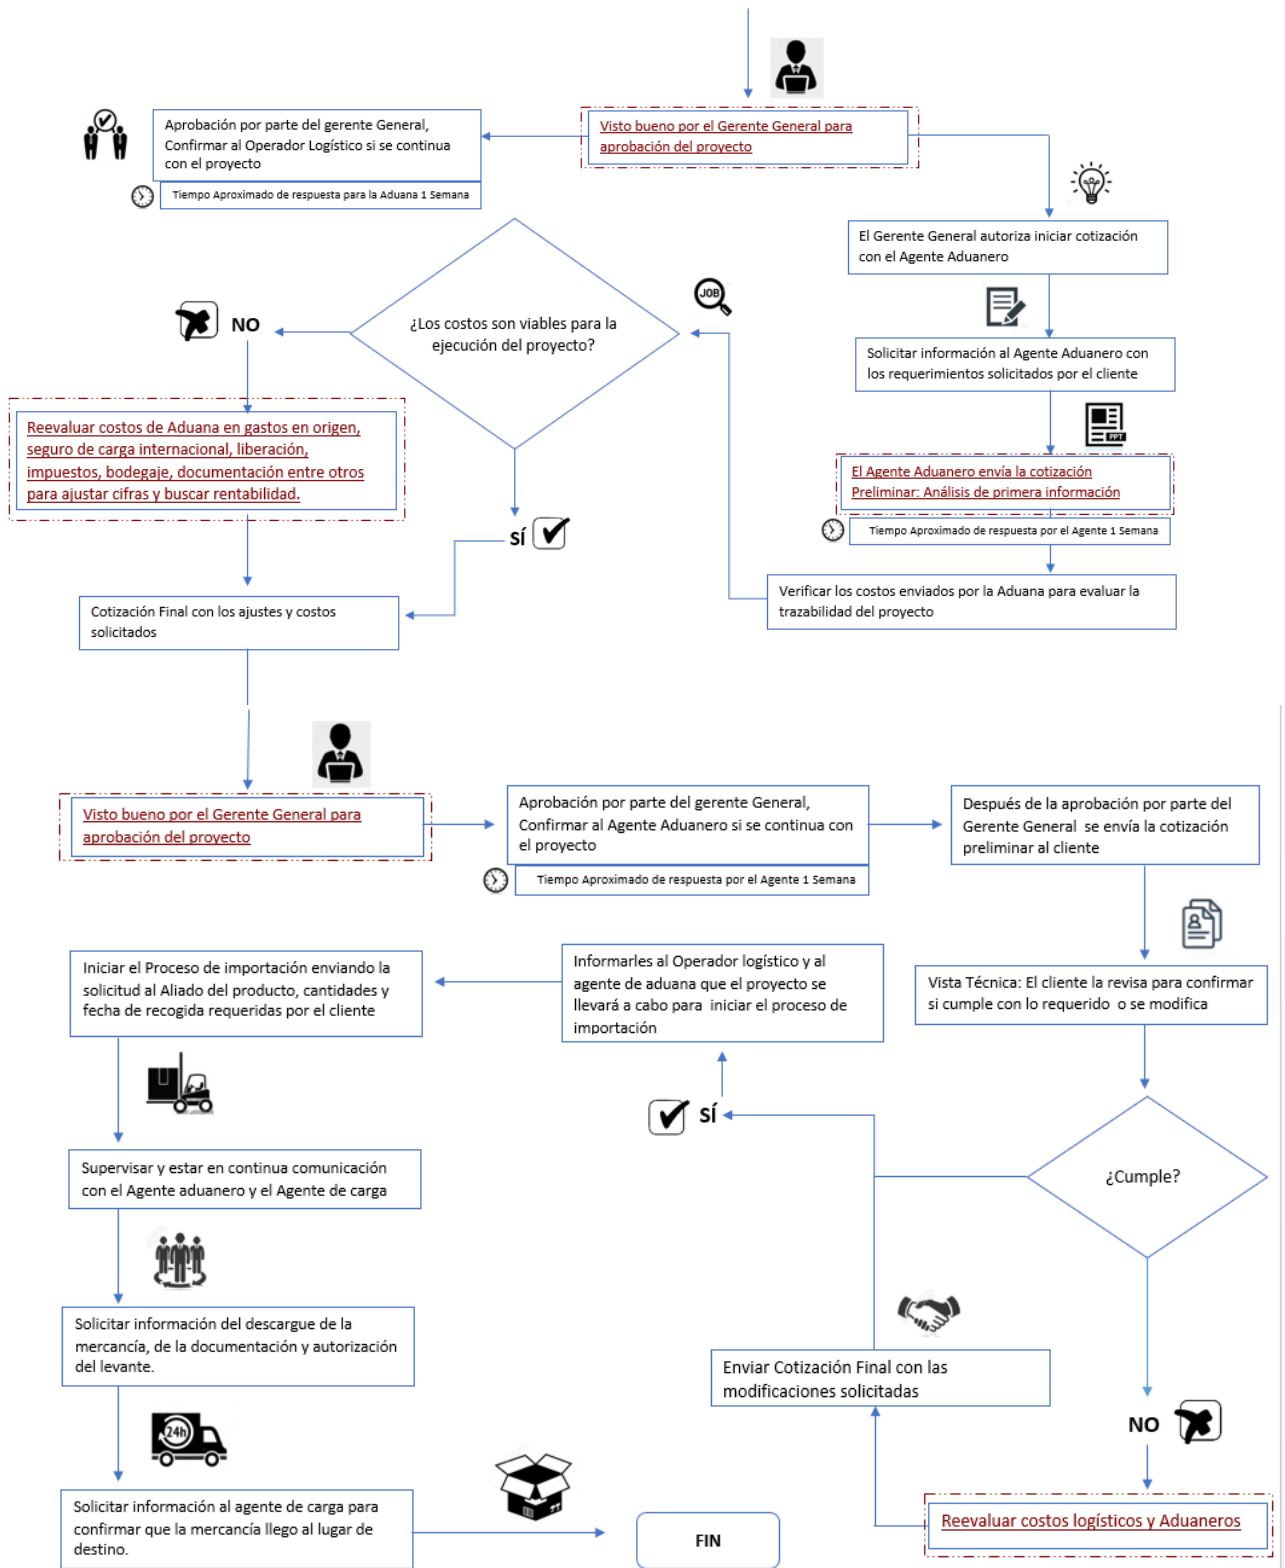 Visto bueno por el Gerente General para
aprobación del proyecto
Aprobación por parte del gerente General,
Confirmar al Operador Logístico si se continua
con el proyecto
Tiempo Aproximado de respuesta para la Aduana 1 Semana
El Gerente General autoriza iniciar cotización
con el Agente Aduanero
Solicitar información al Agente Aduanero con
los requerimientos solicitados por el cliente
PPT
El Agente Aduanero envía la cotización
Preliminar: Análisis de primera información
Tiempo Aproximado de respuesta por el Agente 1 Semana
Verificar los costos enviados por la Aduana para evaluar la
trazabilidad del proyecto
JOB
¿Los costos son viables para la
ejecución del proyecto?
NO
Reevaluar costos de Aduana en gastos en origen,
seguro de carga internacional, liberación,
impuestos, bodegaje, documentación entre otros
para ajustar cifras y buscar rentabilidad.
SÍ
Cotización Final con los ajustes y costos
solicitados
Visto bueno por el Gerente General para
aprobación del proyecto
Aprobación por parte del gerente General,
Confirmar al Agente Aduanero si se continua con
el proyecto
Tiempo Aproximado de respuesta por el Agente 1 Semana
Después de la aprobación por parte del
Gerente General se envía la cotización
preliminar al cliente
Vista Técnica: El cliente la revisa para confirmar
si cumple con lo requerido o se modifica
¿Cumple?
SÍ
Informarles al Operador logístico y al
agente de aduana que el proyecto se
llevará a cabo para iniciar el proceso de
importación
NO
Reevaluar costos logísticos y Aduaneros
Enviar Cotización Final con las
modificaciones solicitadas
Iniciar el Proceso de importación enviando la
solicitud al Aliado del producto, cantidades y
fecha de recogida requeridas por el cliente
Supervisar y estar en continua comunicación
con el Agente aduanero y el Agente de carga
Solicitar información del descargue de la
mercancía, de la documentación y autorización
del levante.
24h
Solicitar información al agente de carga para
confirmar que la mercancía llego al lugar de
destino.
FIN